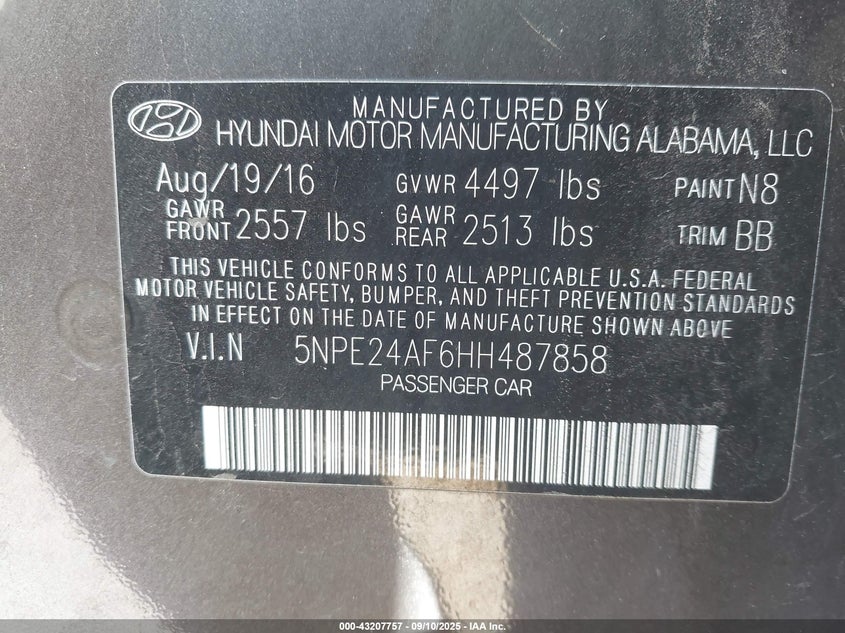 MANUFACTURED BY
HYUNDAI MOTOR MANUFACTURING ALABAMA, LLC
Aug/19/16 GVWR 4497 lbs PAINT N8
GAWR FRONT 2557 lbs GAWR REAR 2513 lbs TRIM BB
THIS VEHICLE CONFORMS TO ALL APPLICABLE U.S.A. FEDERAL
MOTOR VEHICLE SAFETY, BUMPER, AND THEFT PREVENTION STANDARDS
IN EFFECT ON THE DATE OF MANUFACTURE SHOWN ABOVE
V.I.N 5NPE24AF6HH487858
PASSENGER CAR
000-43207757 - 09/10/2025 - IAA Inc.